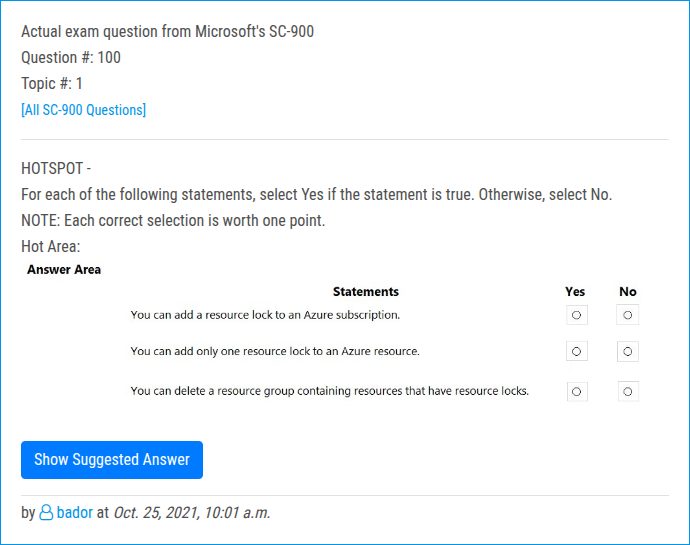 Actual exam question from Microsoft's SC-900
Question #: 100
Topic #: 1
[All SC-900 Questions]
HOTSPOT -
For each of the following statements, select Yes if the statement is true. Otherwise, select No.
NOTE: Each correct selection is worth one point.
Hot Area:
Answer Area
Statements Yes No
You can add a resource lock to an Azure subscription.
You can add only one resource lock to an Azure resource.
You can delete a resource group containing resources that have resource locks.
Show Suggested Answer
by bador at Oct. 25, 2021, 10:01 a.m.